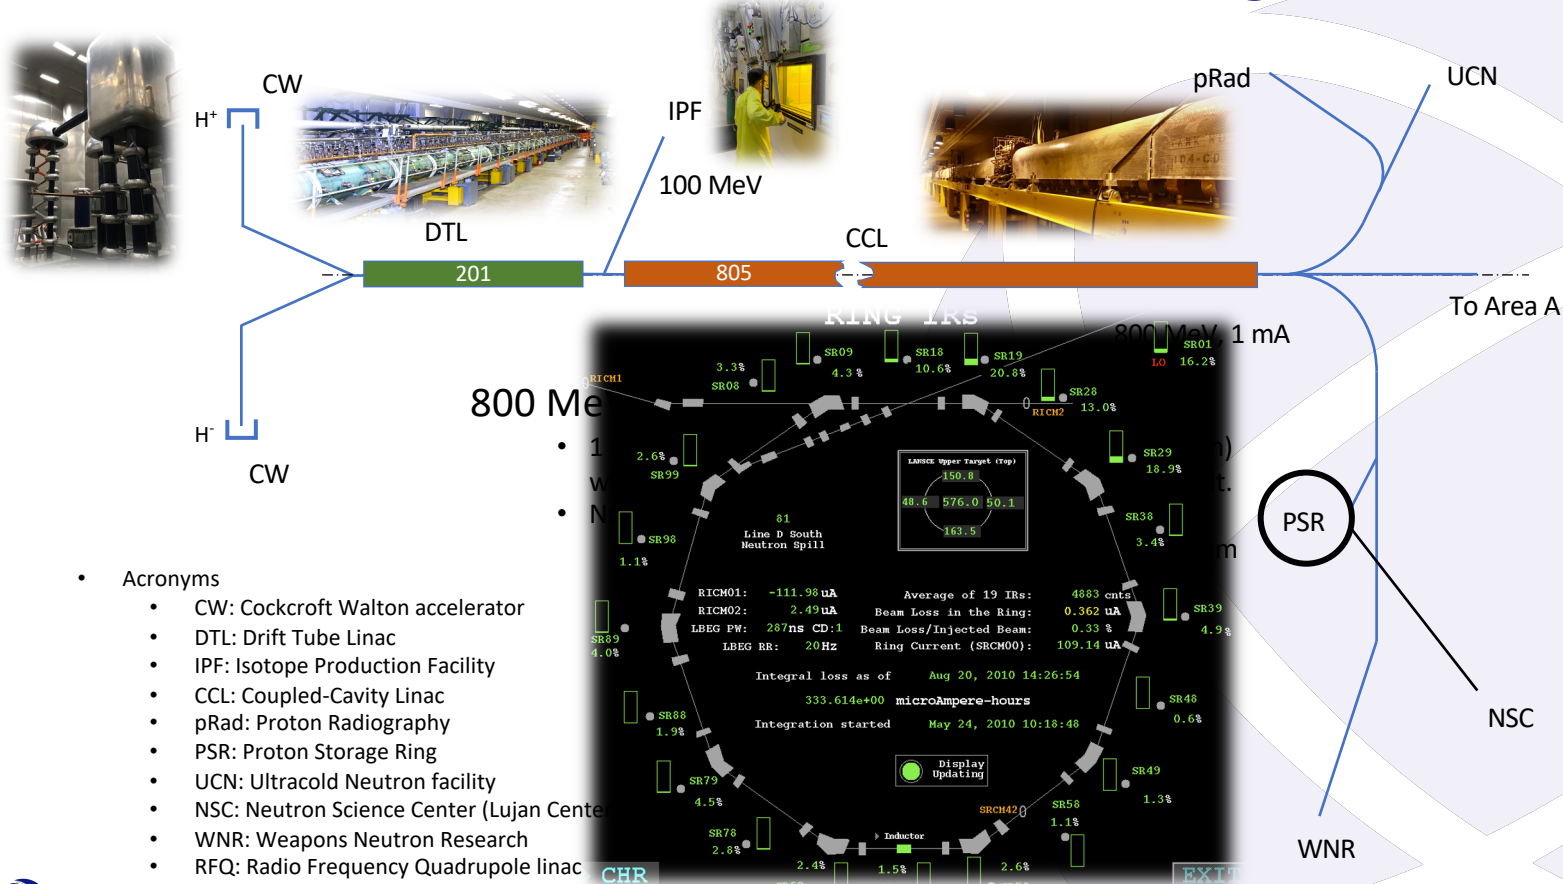 pRad
UCN
CW
H+
IPF
100 MeV
DTL
CCL
201
805
To Area A
RING IRs
800 MeV, 1 mA
SR01
LO 16.2%
SR09
4.3%
SR18
10.6%
SR19
20.8%
3.3%
SR08
RICM1
SR28
13.0%
RICM2
800 Me
H-
CW
2.6%
SR99
SR29
18.9%
LANSCE Upper Target (Top)
150.8
48.6 576.0 50.1
163.5
81
Line D South
Neutron Spill
SR98
1.1%
SR38
3.4%
PSR
RICM01: -111.98 uA
RICM02: 2.49 uA
LBEG PW: 287ns CD:1
LBEG RR: 20Hz
Average of 19 IRs: 4883 cnts
Beam Loss in the Ring: 0.362 uA
Beam Loss/Injected Beam: 0.33 %
Ring Current (SRCM00): 109.14 uA
SR39
4.9%
SR89
4.0%
Integral loss as of Aug 20, 2010 14:26:54
333.614e+00 microAmpere-hours
Integration started May 24, 2010 10:18:48
SR48
0.6%
SR88
1.9%
NSC
Display
Updating
SR49
1.3%
SR79
4.5%
SRCM42
SR58
1.1%
SR78
2.8%
Inductor
2.4%
1.5%
2.6%
CHR
EXIT
WNR
• Acronyms
• CW: Cockcroft Walton accelerator
• DTL: Drift Tube Linac
• IPF: Isotope Production Facility
• CCL: Coupled-Cavity Linac
• pRad: Proton Radiography
• PSR: Proton Storage Ring
• UCN: Ultracold Neutron facility
• NSC: Neutron Science Center (Lujan Center
• WNR: Weapons Neutron Research
• RFQ: Radio Frequency Quadrupole linac